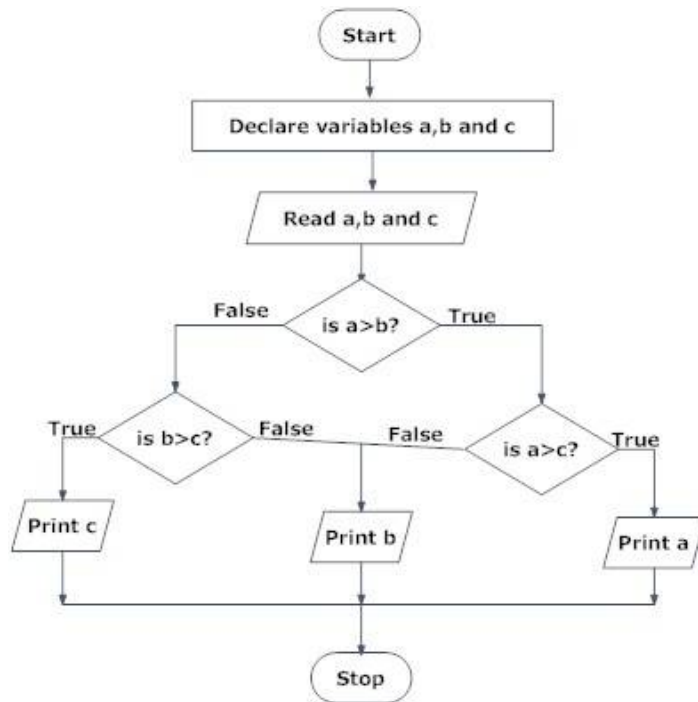 Start
Declare variables a,b and c
Read a,b and c
False
is a>b?
True
True
is b>c?
False
False
is a>c?
True
Print c
Print b
Print a
Stop